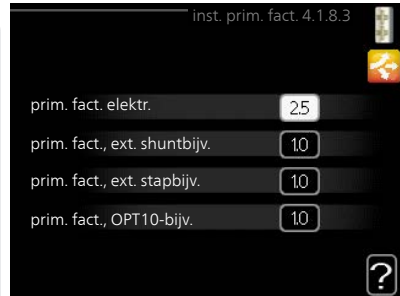 inst. prim. fact. 4.1.8.3
prim. fact. elektr. 2.5
prim. fact., ext. shuntbijv. 1.0
prim. fact., ext. stapbijv. 1.0
prim. fact., OPT10-bijv. 1.0
?